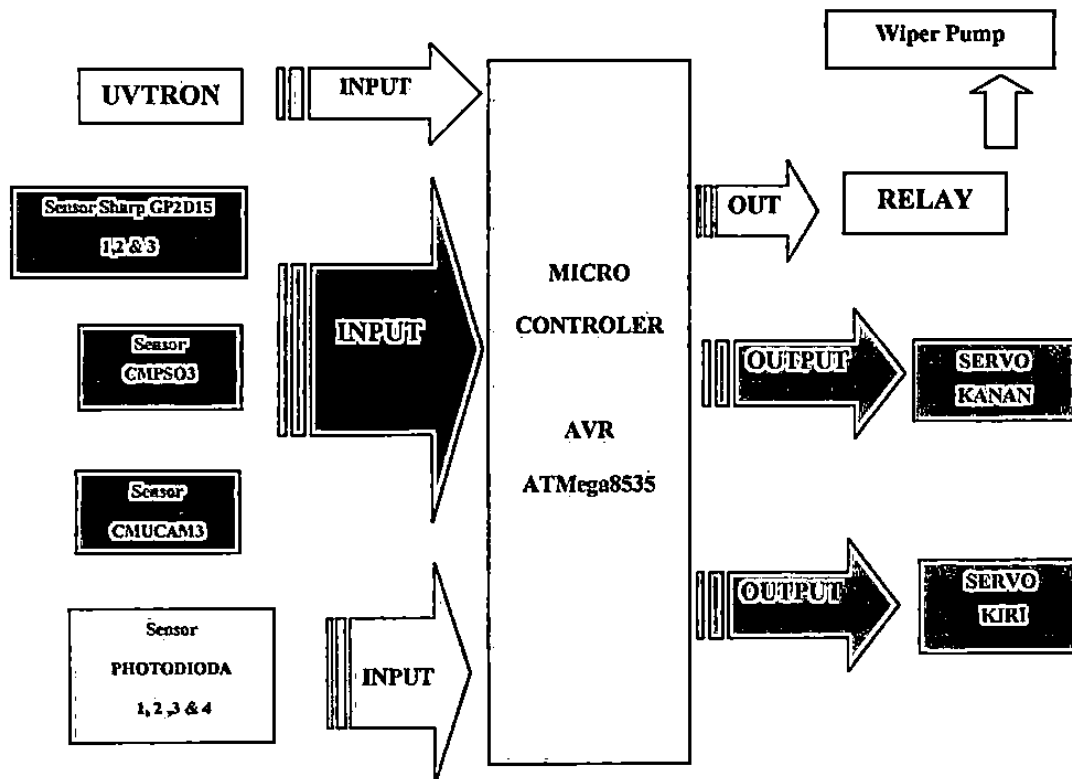 UVTRON
INPUT
Sensor Sharp GP2D15
1,2 & 3
Sensor
CMPSO3
INPUT
Sensor
CMUCAM3
Sensor
PHOTODIODA
1, 2 ,3 & 4
INPUT
MICRO
CONTROLER
AVR
ATMega8535
Wiper Pump
OUT
RELAY
OUTPUT
SERVO
KANAN
OUTPUT
SERVO
KIRI